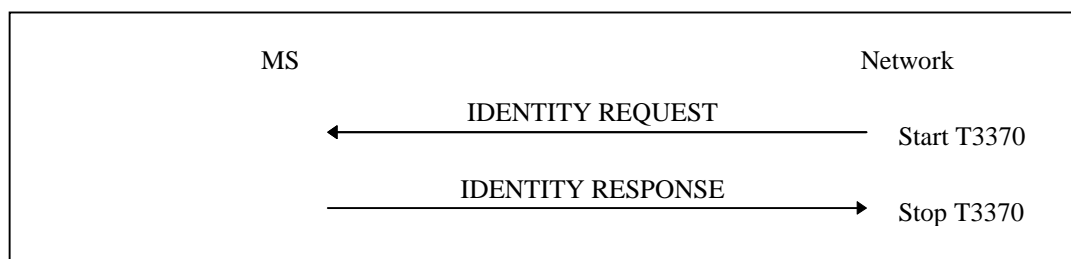 MS
Network
IDENTITY REQUEST
Start T3370
IDENTITY RESPONSE
Stop T3370